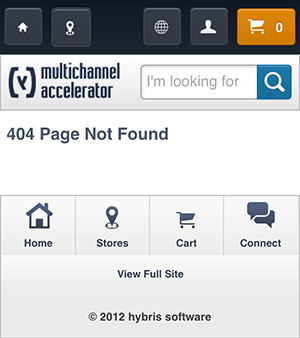 0
(y) multichannel
accelerator
I'm looking for
404 Page Not Found
Home Stores Cart Connect
View Full Site
© 2012 hybris software